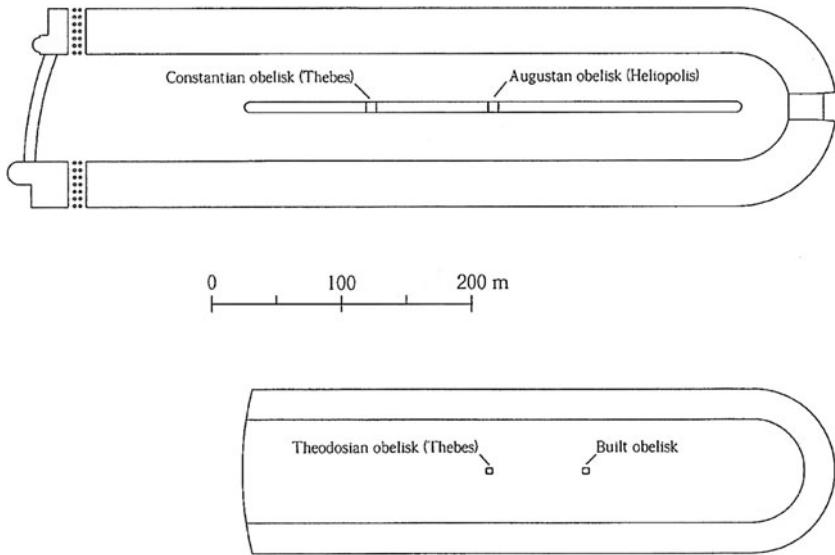 Constantian obelisk (Thebes)
Augustan obelisk (Heliopolis)
0 100 200 m
Theodosian obelisk (Thebes)
Built obelisk